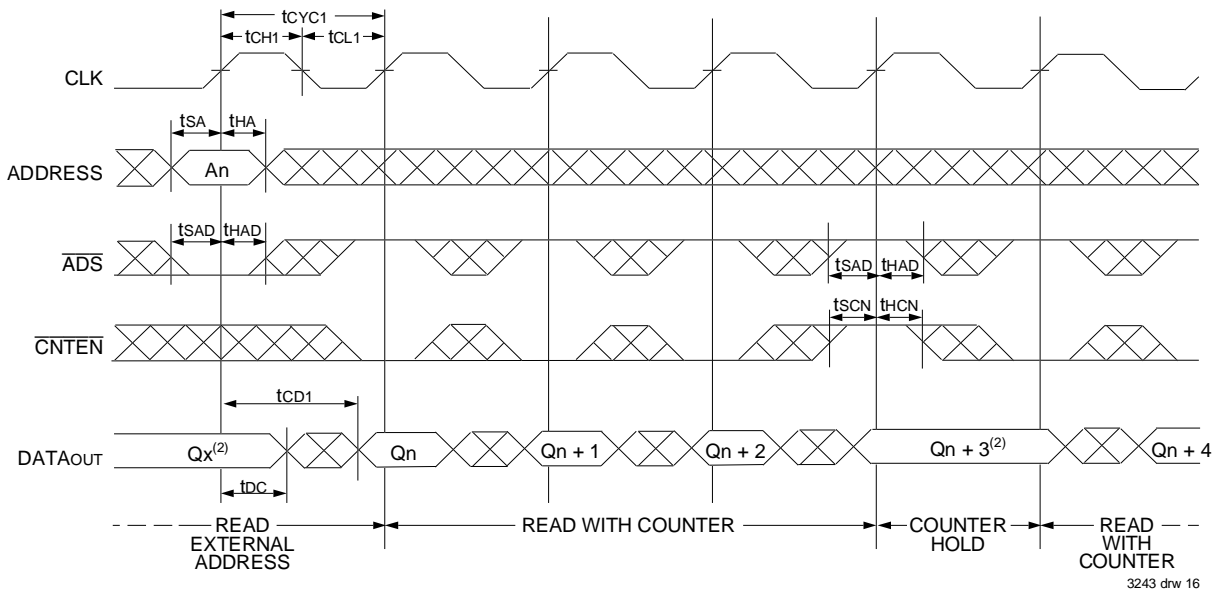 tCYC1
tCH1 tCL1
CLK
tSA tHA
ADDRESS An
tSAD tHAD
ADS
tSAD tHAD
tSCN tHCN
CNTEN
tCD1
DATAOUT Qx(2) Qn Qn + 1 Qn + 2 Qn + 3(2) Qn + 4
tDC
READ EXTERNAL ADDRESS
READ WITH COUNTER
COUNTER HOLD
READ WITH COUNTER
3243 drw 16